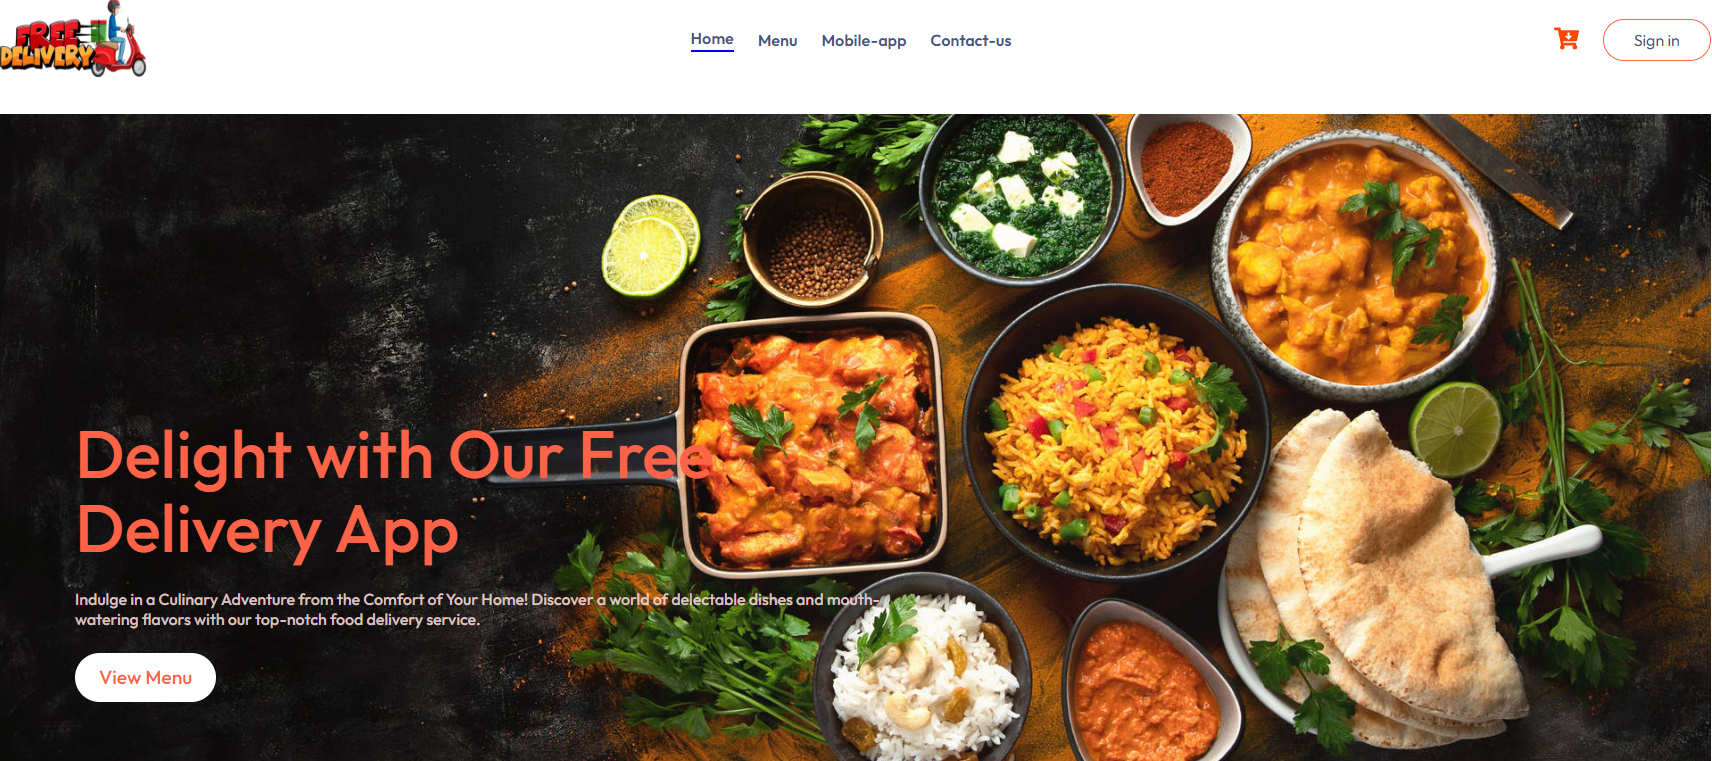 FREE
DELIVERY
Home Menu Mobile-app Contact-us
Sign in
Delight with Our Free
Delivery App
Indulge in a Culinary Adventure from the Comfort of Your Home! Discover a world of delectable dishes and mouth-
watering flavors with our top-notch food delivery service.
View Menu